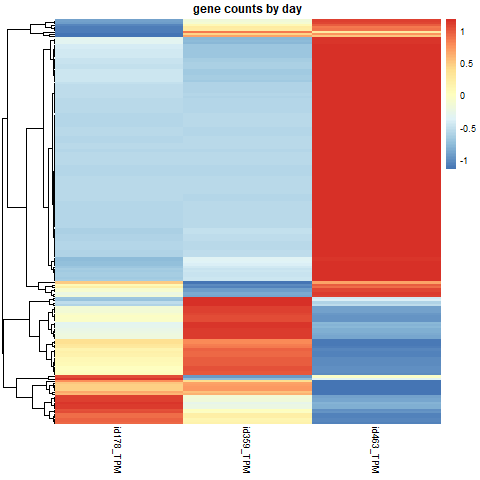 gene counts by day
1
0.5
0
-0.5
-1
id178_TPM
id359_TPM
id463_TPM